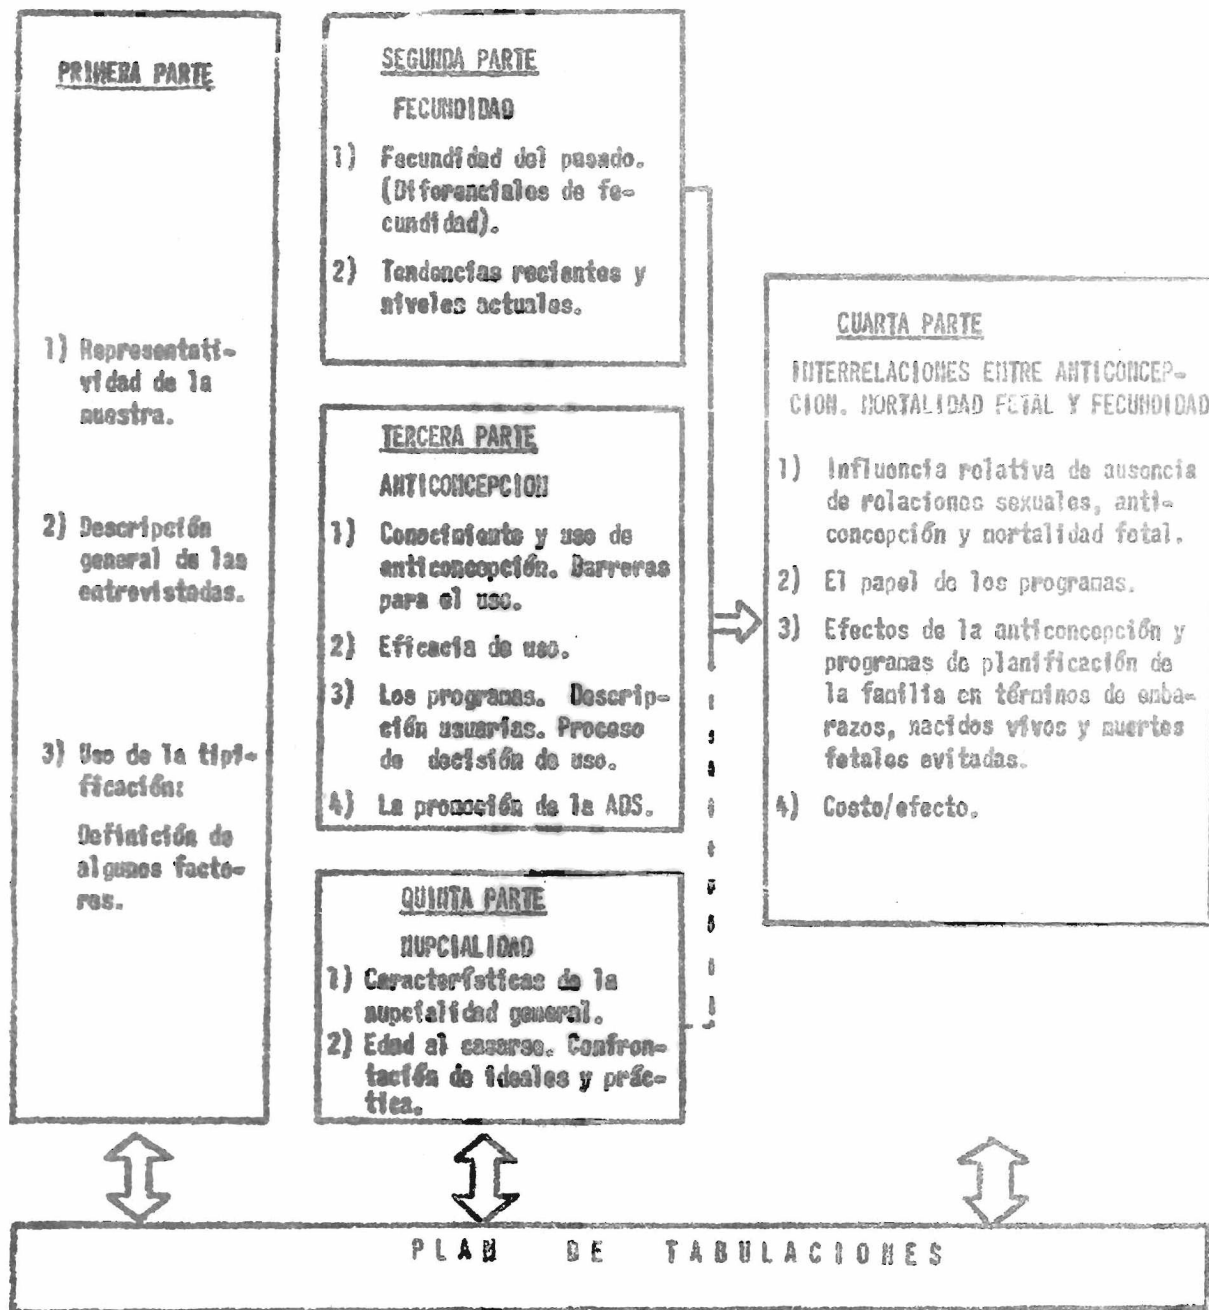 PRIMERA PARTE
1) Representati-
vidad de la
muestra.
2) Descripción
general de las
entrevistadas.
3) Uso de la tipi-
ficación:
Definición de
algunos facto-
res.
SEGUNDA PARTE
FECUNDIDAD
1) Fecundidad del pasado.
(Diferenciales de fe-
cundidad).
2) Tendencias recientes y
niveles actuales.
TERCERA PARTE
ANTICONCEPCION
1) Conocimiento y uso de
anticoncepción. Barreras
para el uso.
2) Eficacia de uso.
3) Los programas. Descrip-
ción usuarias. Proceso
de decisión de uso.
4) La promoción de la ADS.
QUINTA PARTE
NUPCIALIDAD
1) Características de la
nupcialidad general.
2) Edad al casarse. Confron-
tación de ideales y prác-
tica.
CUARTA PARTE
INTERRELACIONES ENTRE ANTICONCEP-
CION. MORTALIDAD FETAL Y FECUNDIDAD
1) Influencia relativa de ausencia
de relaciones sexuales, anti-
concepción y mortalidad fetal.
2) El papel de los programas.
3) Efectos de la anticoncepción y
programas de planificación de
la familia en términos de emba-
razos, nacidos vivos y muertes
fetales evitadas.
4) Costo/efecto.
PLAN DE TABULACIONES